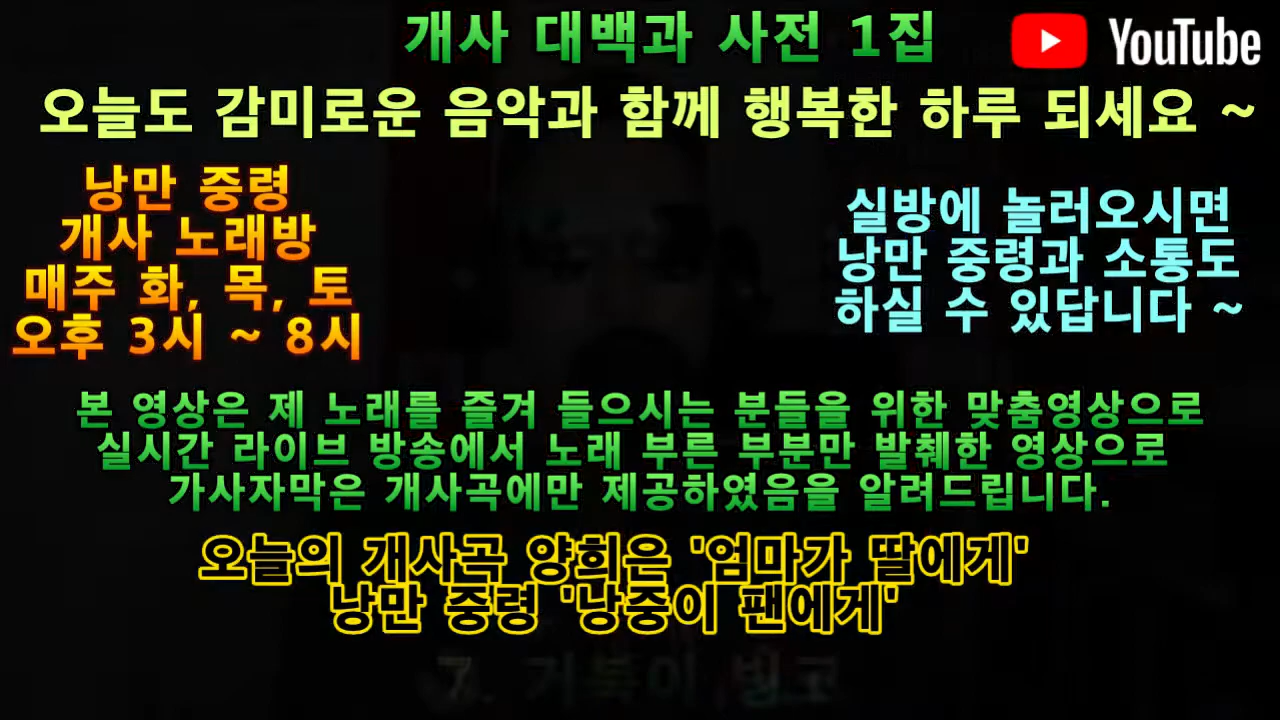 개사 대백과 사전 1집
YouTube
오늘도 감미로운 음악과 함께 행복한 하루 되세요 ~
낭만 중령
개사 노래방
매주 화, 목, 토
오후 3시 ~ 8시
실방에 놀러오시면
낭만 중령과 소통도
하실 수 있답니다 ~
본 영상은 제 노래를 즐겨 들으시는 분들을 위한 맞춤영상으로
실시간 라이브 방송에서 노래 부른 부분만 발췌한 영상으로
가사자막은 개사곡에만 제공하였음을 알려드립니다.
오늘의 개사곡 양희은 '엄마가 딸에게'
낭만 중령 '낭중이 팬에게'
7. 거북이 빙고